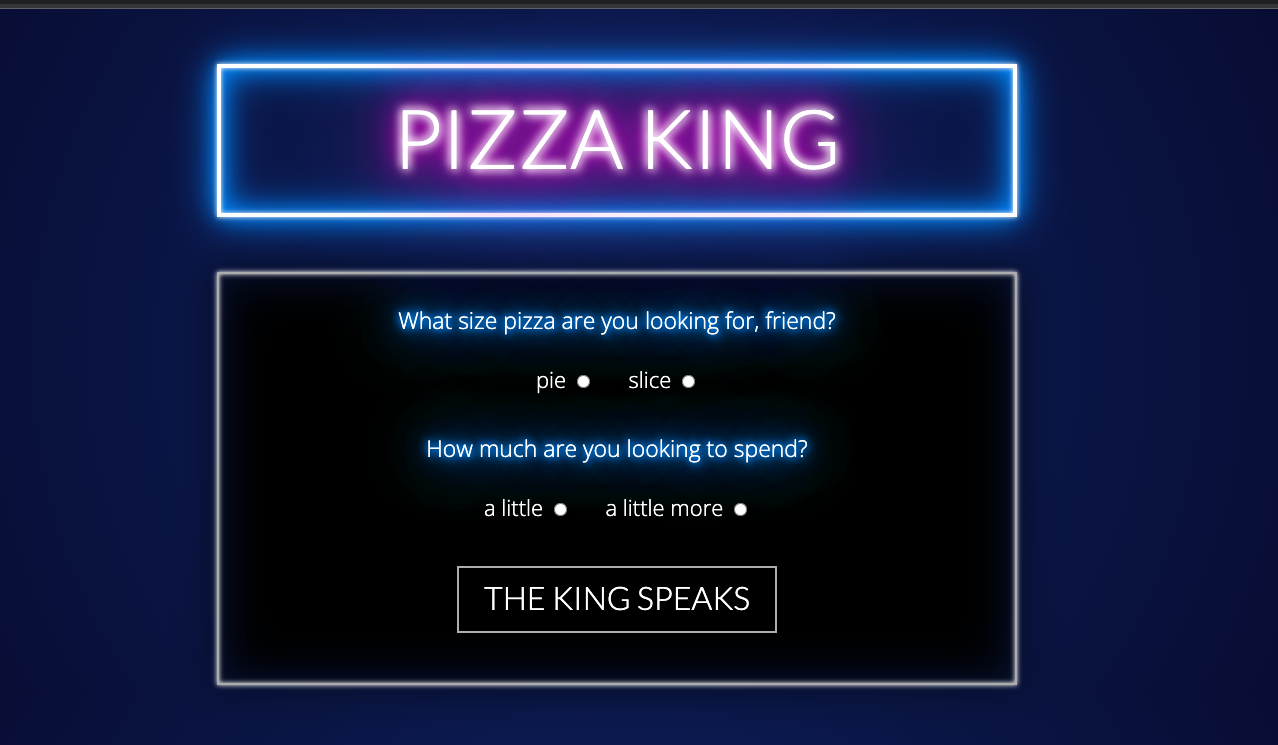 PIZZA KING
What size pizza are you looking for, friend?
pie slice
How much are you looking to spend?
a little a little more
THE KING SPEAKS